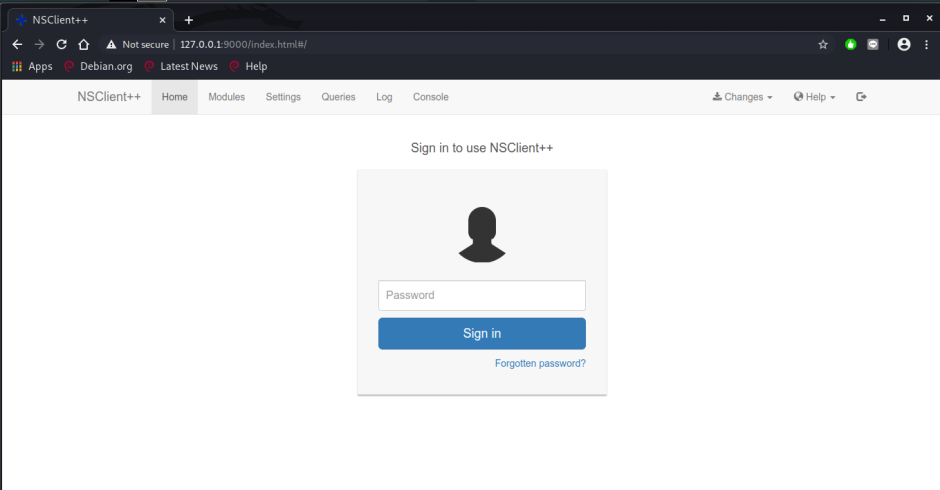 NSClient++
Not secure | 127.0.0.1:9000/index.html#/
Apps Debian.org Latest News Help
NSClient++ Home Modules Settings Queries Log Console Changes Help
Sign in to use NSClient++
Password
Sign in
Forgotten password?